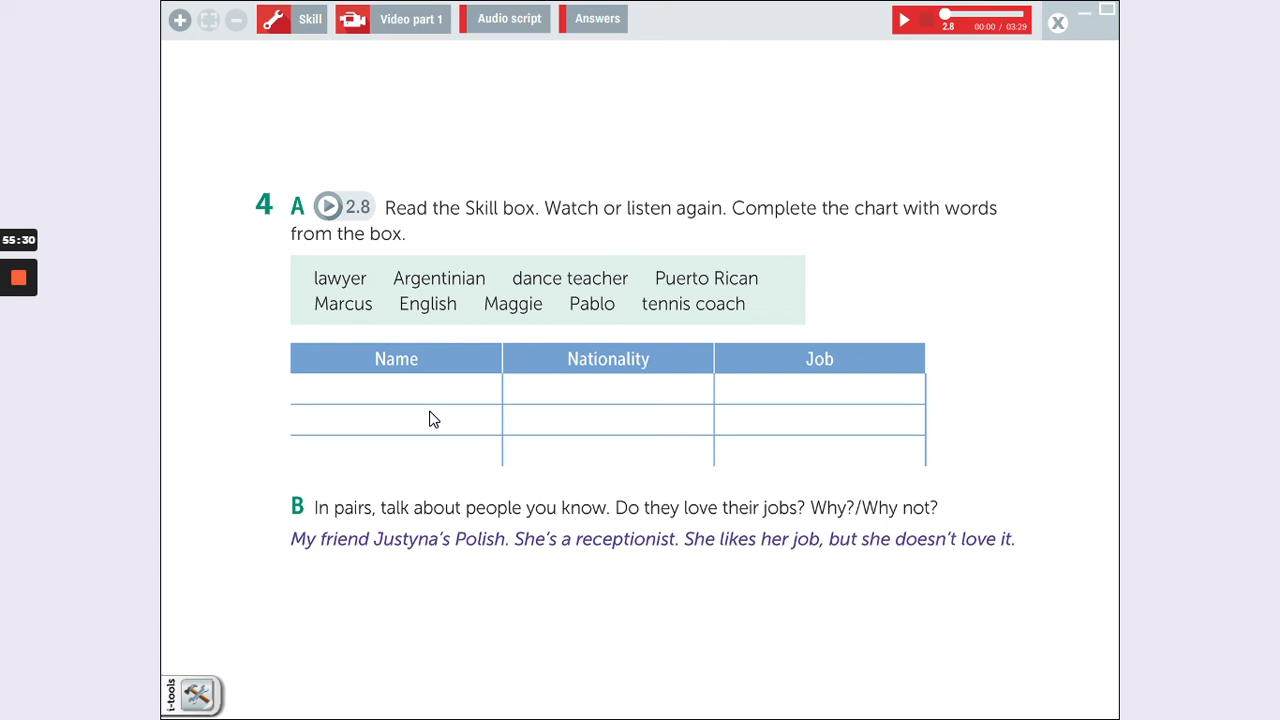 Skill Video part 1 Audio script Answers
2.8 00:00 / 03:29 X
4 A 2.8 Read the Skill box. Watch or listen again. Complete the chart with words
from the box.
55:30
lawyer Argentinian dance teacher Puerto Rican
Marcus English Maggie Pablo tennis coach
Name Nationality Job
B In pairs, talk about people you know. Do they love their jobs? Why?/Why not?
My friend Justyna's Polish. She's a receptionist. She likes her job, but she doesn't love it.
i-tools